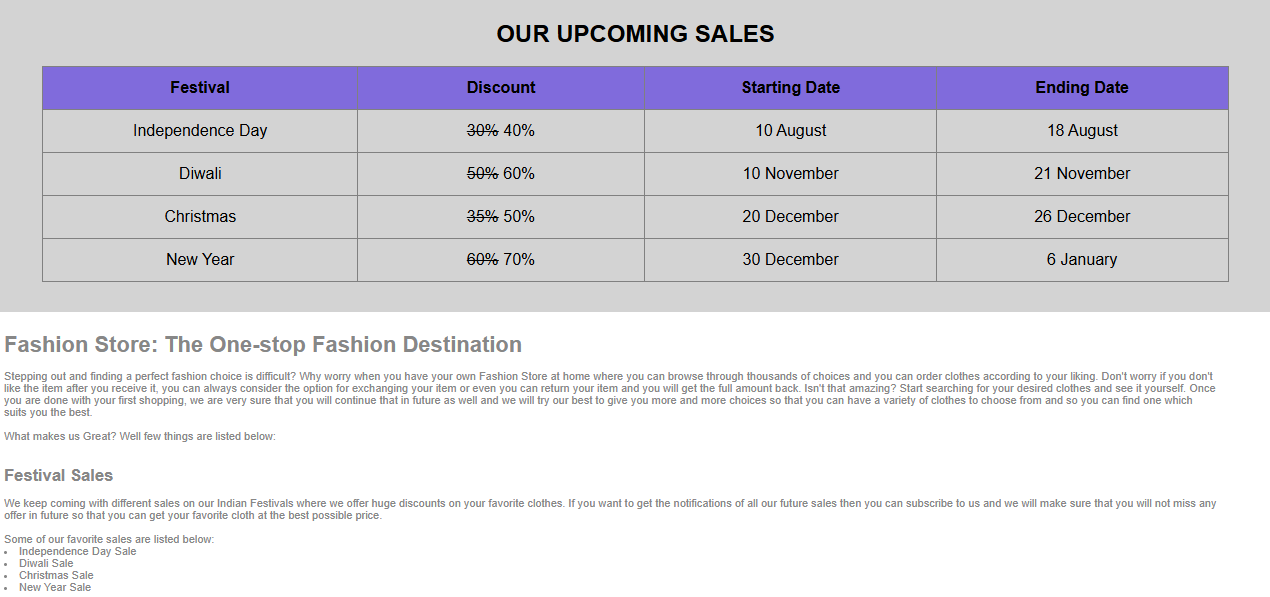 OUR UPCOMING SALES
Festival Discount Starting Date Ending Date
Independence Day 30% 40% 10 August 18 August
Diwali 50% 60% 10 November 21 November
Christmas 35% 50% 20 December 26 December
New Year 60% 70% 30 December 6 January
Fashion Store: The One-stop Fashion Destination
Stepping out and finding a perfect fashion choice is difficult? Why worry when you have your own Fashion Store at home where you can browse through thousands of choices and you can order clothes according to your liking. Don't worry if you don't
like the item after you receive it, you can always consider the option for exchanging your item or even you can return your item and you will get the full amount back. Isn't that amazing? Start searching for your desired clothes and see it yourself. Once
you are done with your first shopping, we are very sure that you will continue that in future as well and we will try our best to give you more and more choices so that you can have a variety of clothes to choose from and so you can find one which
suits you the best.
What makes us Great? Well few things are listed below:
Festival Sales
We keep coming with different sales on our Indian Festivals where we offer huge discounts on your favorite clothes. If you want to get the notifications of all our future sales then you can subscribe to us and we will make sure that you will not miss any
offer in future so that you can get your favorite cloth at the best possible price.
Some of our favorite sales are listed below:
• Independence Day Sale
• Diwali Sale
• Christmas Sale
• New Year Sale